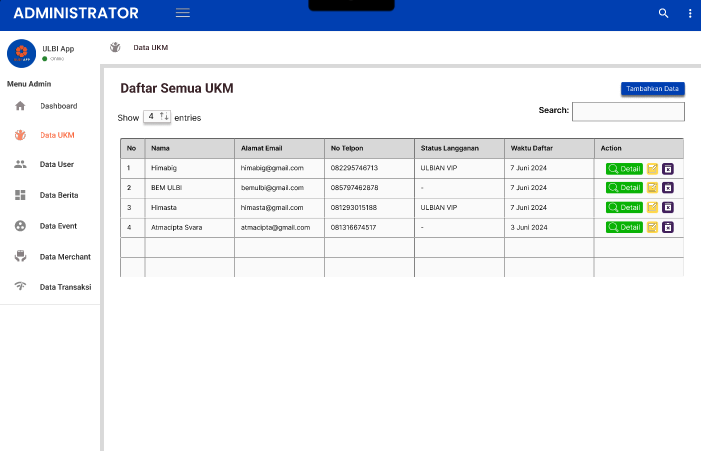 ADMINISTRATOR
ULBI App
Online
Data UKM
Menu Admin
Dashboard
Data UKM
Data User
Data Berita
Data Event
Data Merchant
Data Transaksi
Daftar Semua UKM
Tambahkan Data
Show 4 entries
Search:
No Nama Alamat Email No Telpon Status Langganan Waktu Daftar Action
1 Himabig himabig@gmail.com 082295746713 ULBIAN VIP 7 Juni 2024 Detail
2 BEM ULBI bemulbi@gmail.com 085797462878 - 7 Juni 2024 Detail
3 Himasta himasta@gmail.com 081293015188 ULBIAN VIP 7 Juni 2024 Detail
4 Atmacipta Svara atmacipta@gmail.com 081316674517 - 3 Juni 2024 Detail